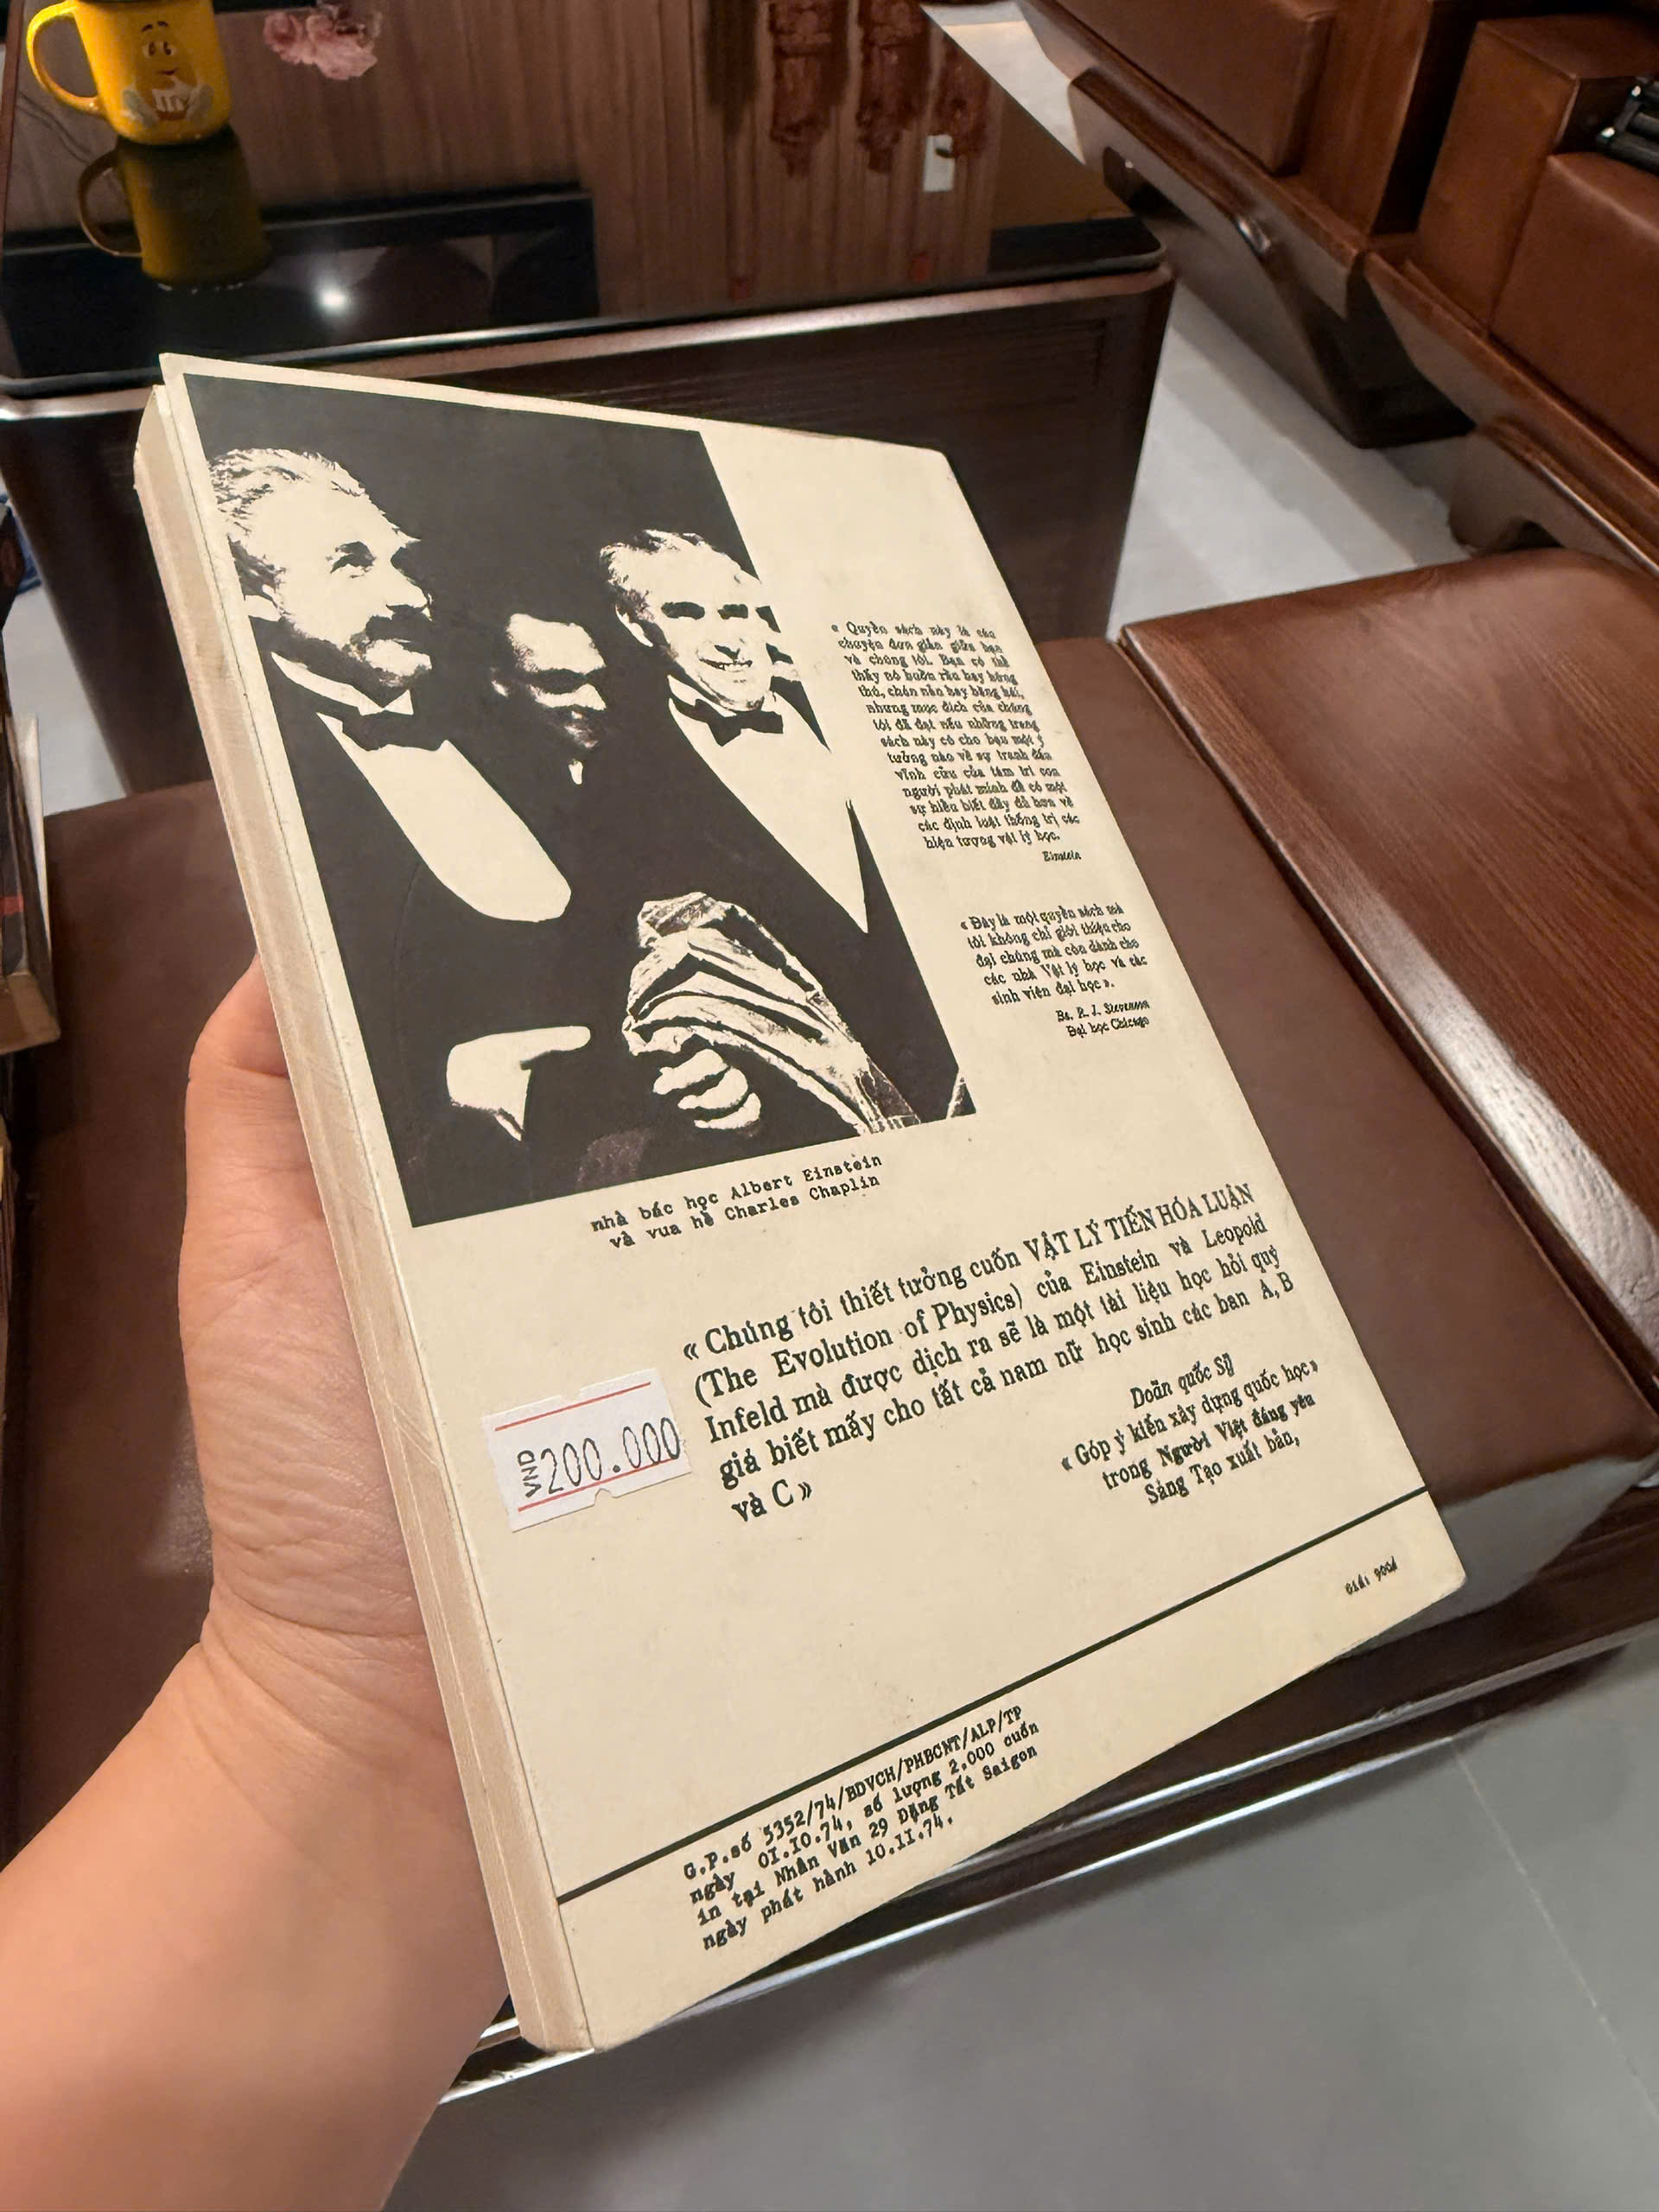 « Quyển sách này là câu
chuyện đơn giản giữa bạn
và chúng tôi. Bạn có thể
thấy nó buồn rầu hay hứng
thú, chán nản hay hăng hái,
nhưng mục đích của chúng
tôi đã đạt nếu những trang
sách này có cho bạn một ý
tưởng nào về sự tranh đấu
vĩnh cửu của tâm trí con
người phát minh để có một
sự hiểu biết đầy đủ hơn về
các định luật thống trị các
hiện tượng vật lý học.
Einstein
« Đây là một quyển sách mà
tôi không chỉ giới thiệu cho
đại chúng mà còn dành cho
các nhà Vật lý học và các
sinh viên đại học ».
Bs. R. J. Stevenson
Đại học Chicago
nhà bác học Albert Einstein
và vua hề Charles Chaplin
« Chúng tôi thiết tưởng cuốn VẬT LÝ TIẾN HÓA LUẬN
(The Evolution of Physics) của Einstein và Leopold
Infeld mà được dịch ra sẽ là một tài liệu học hỏi quý
giá biết mấy cho tất cả nam nữ học sinh các ban A, B
và C »
Doãn quốc Sỹ
« Góp ý kiến xây dựng quốc học »
trong Người Việt đáng yêu
Sáng Tạo xuất bản,
VND 200.000
Giá: 900đ
G.P.số 5352/74/BDVCH/PHBCNT/ALP/TP
ngày 01.10.74, số lượng 2.000 cuốn
in tại Nhân Văn 29 Đặng Tất Saigon
ngày phát hành 10.11.74.